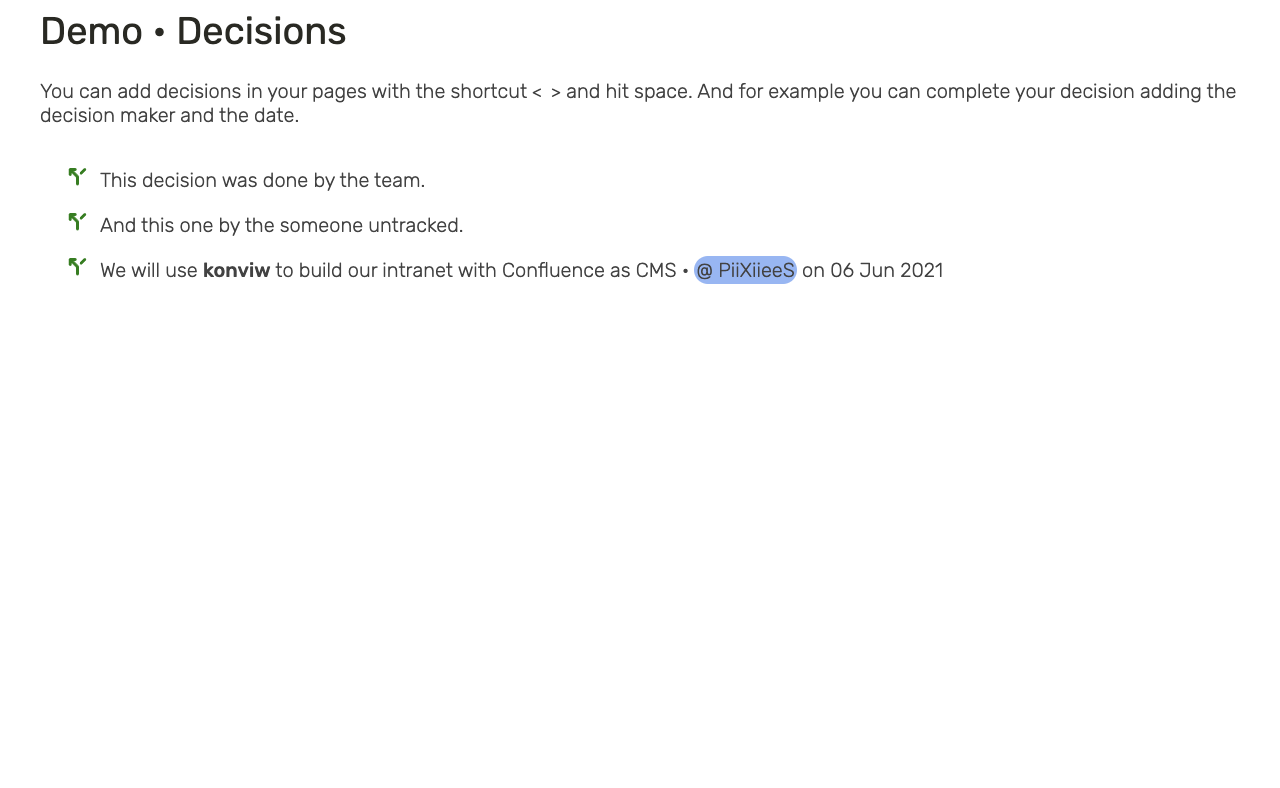 Demo • Decisions
You can add decisions in your pages with the shortcut <  > and hit space. And for example you can complete your decision adding the
decision maker and the date.
This decision was done by the team.
And this one by the someone untracked.
We will use konviw to build our intranet with Confluence as CMS • @ PiiXiieeS on 06 Jun 2021